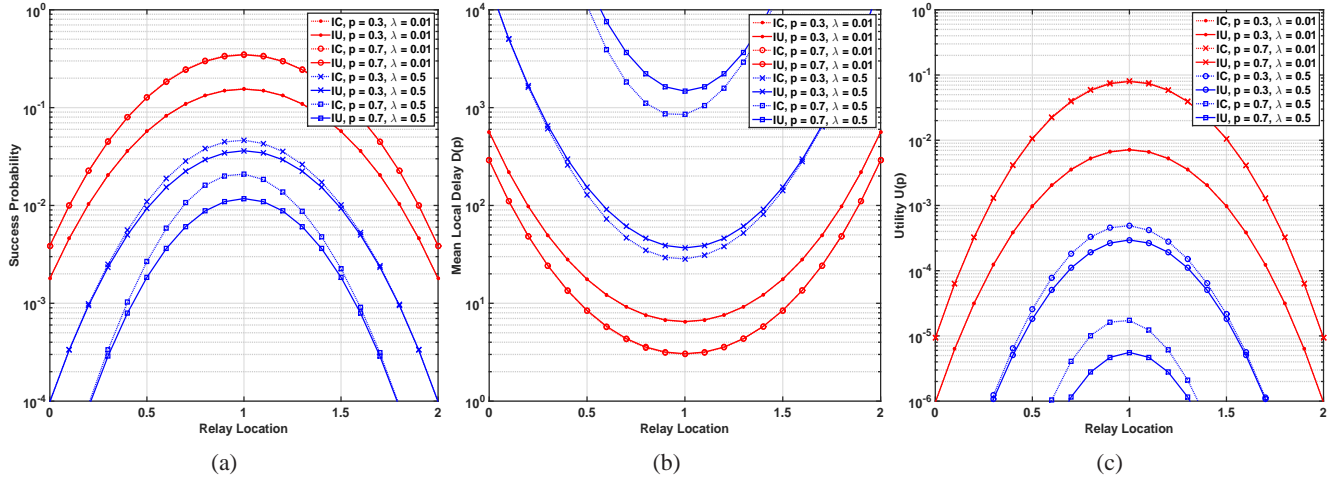 10^0
10^-1
10^-2
10^-3
10^-4
Success Probability
0
0.5
1
1.5
2
Relay Location
IC, p = 0.3, λ = 0.01
IU, p = 0.3, λ = 0.01
IC, p = 0.7, λ = 0.01
IU, p = 0.7, λ = 0.01
IC, p = 0.3, λ = 0.5
IU, p = 0.3, λ = 0.5
IC, p = 0.7, λ = 0.5
IU, p = 0.7, λ = 0.5
(a)
10^4
10^3
10^2
10^1
10^0
Mean Local Delay D(p)
0
0.5
1
1.5
2
Relay Location
IC, p = 0.3, λ = 0.01
IU, p = 0.3, λ = 0.01
IC, p = 0.7, λ = 0.01
IU, p = 0.7, λ = 0.01
IC, p = 0.3, λ = 0.5
IU, p = 0.3, λ = 0.5
IC, p = 0.7, λ = 0.5
IU, p = 0.7, λ = 0.5
(b)
10^0
10^-1
10^-2
10^-3
10^-4
10^-5
10^-6
Utility U(p)
0
0.5
1
1.5
2
Relay Location
IC, p = 0.3, λ = 0.01
IU, p = 0.3, λ = 0.01
IC, p = 0.7, λ = 0.01
IU, p = 0.7, λ = 0.01
IC, p = 0.3, λ = 0.5
IU, p = 0.3, λ = 0.5
IC, p = 0.7, λ = 0.5
IU, p = 0.7, λ = 0.5
(c)